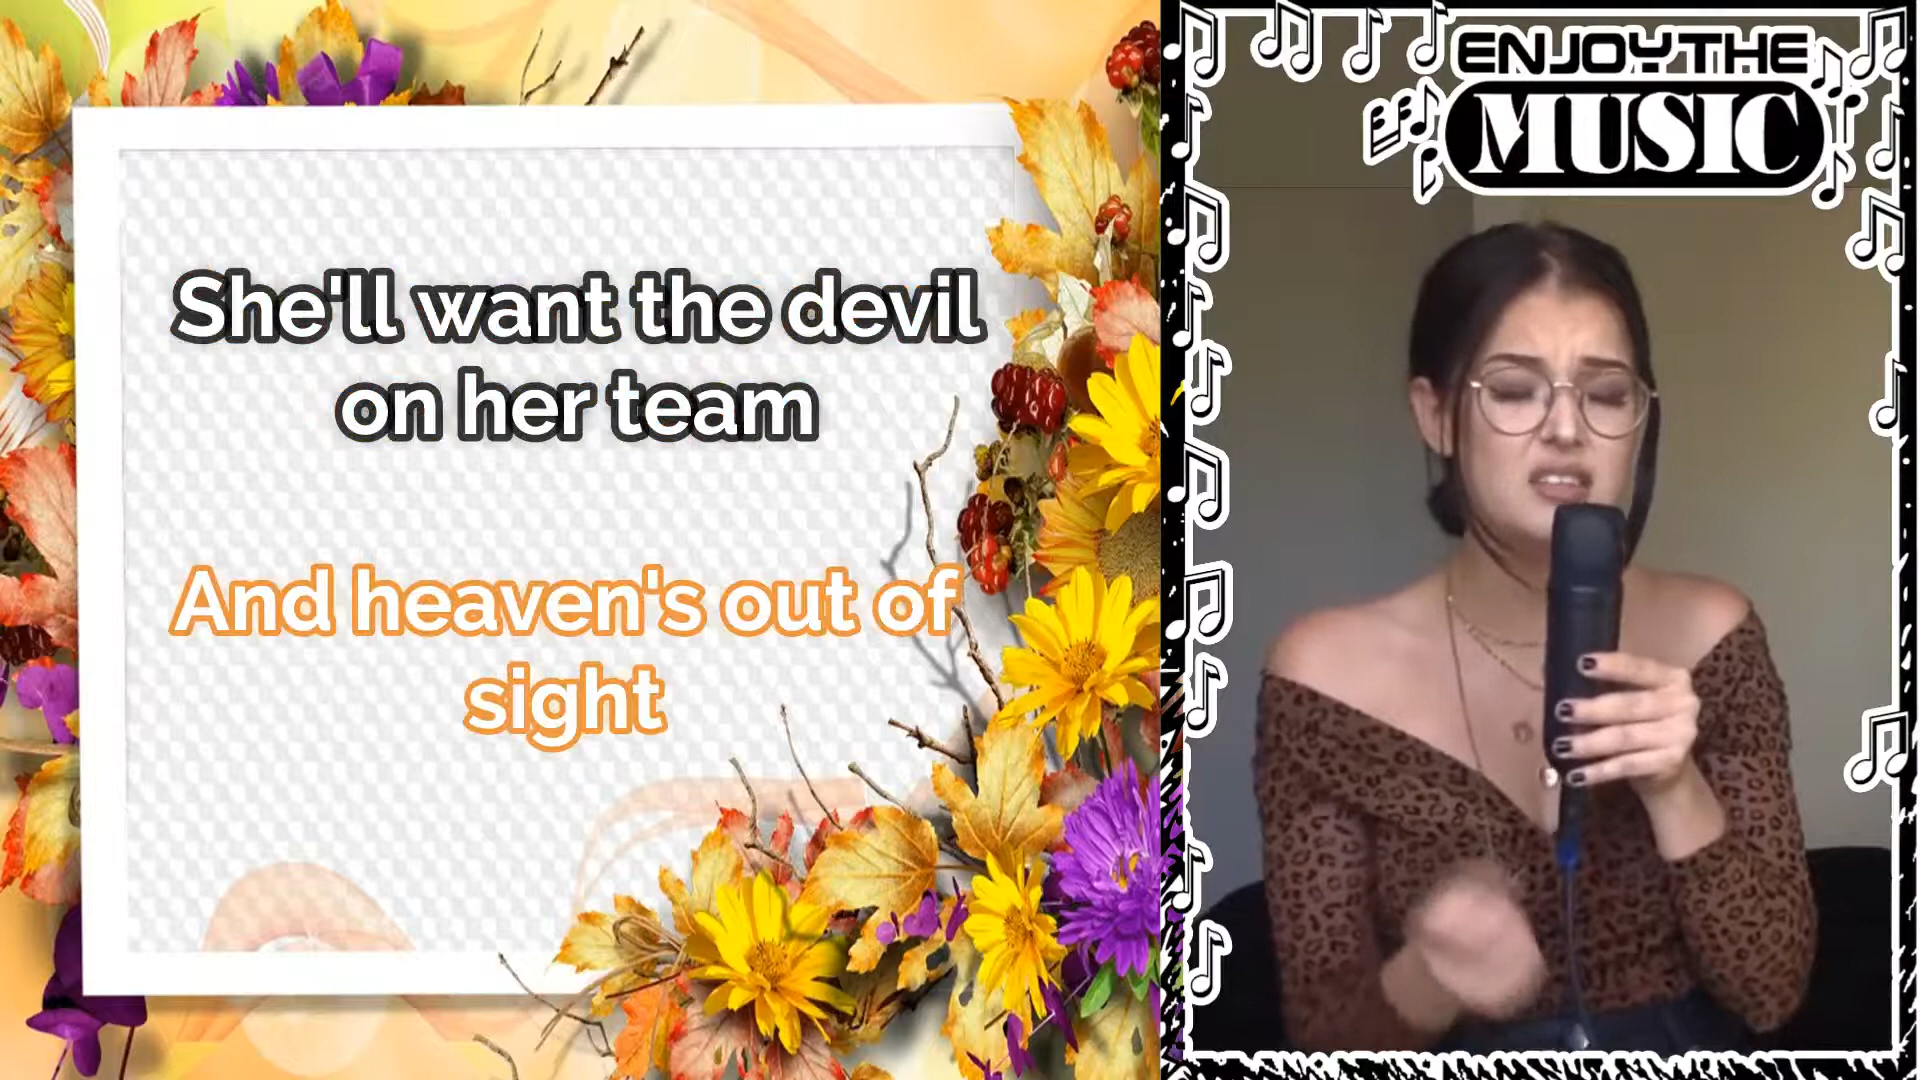 ENJOY THE
MUSIC
She'll want the devil
on her team
And heaven's out of
sight